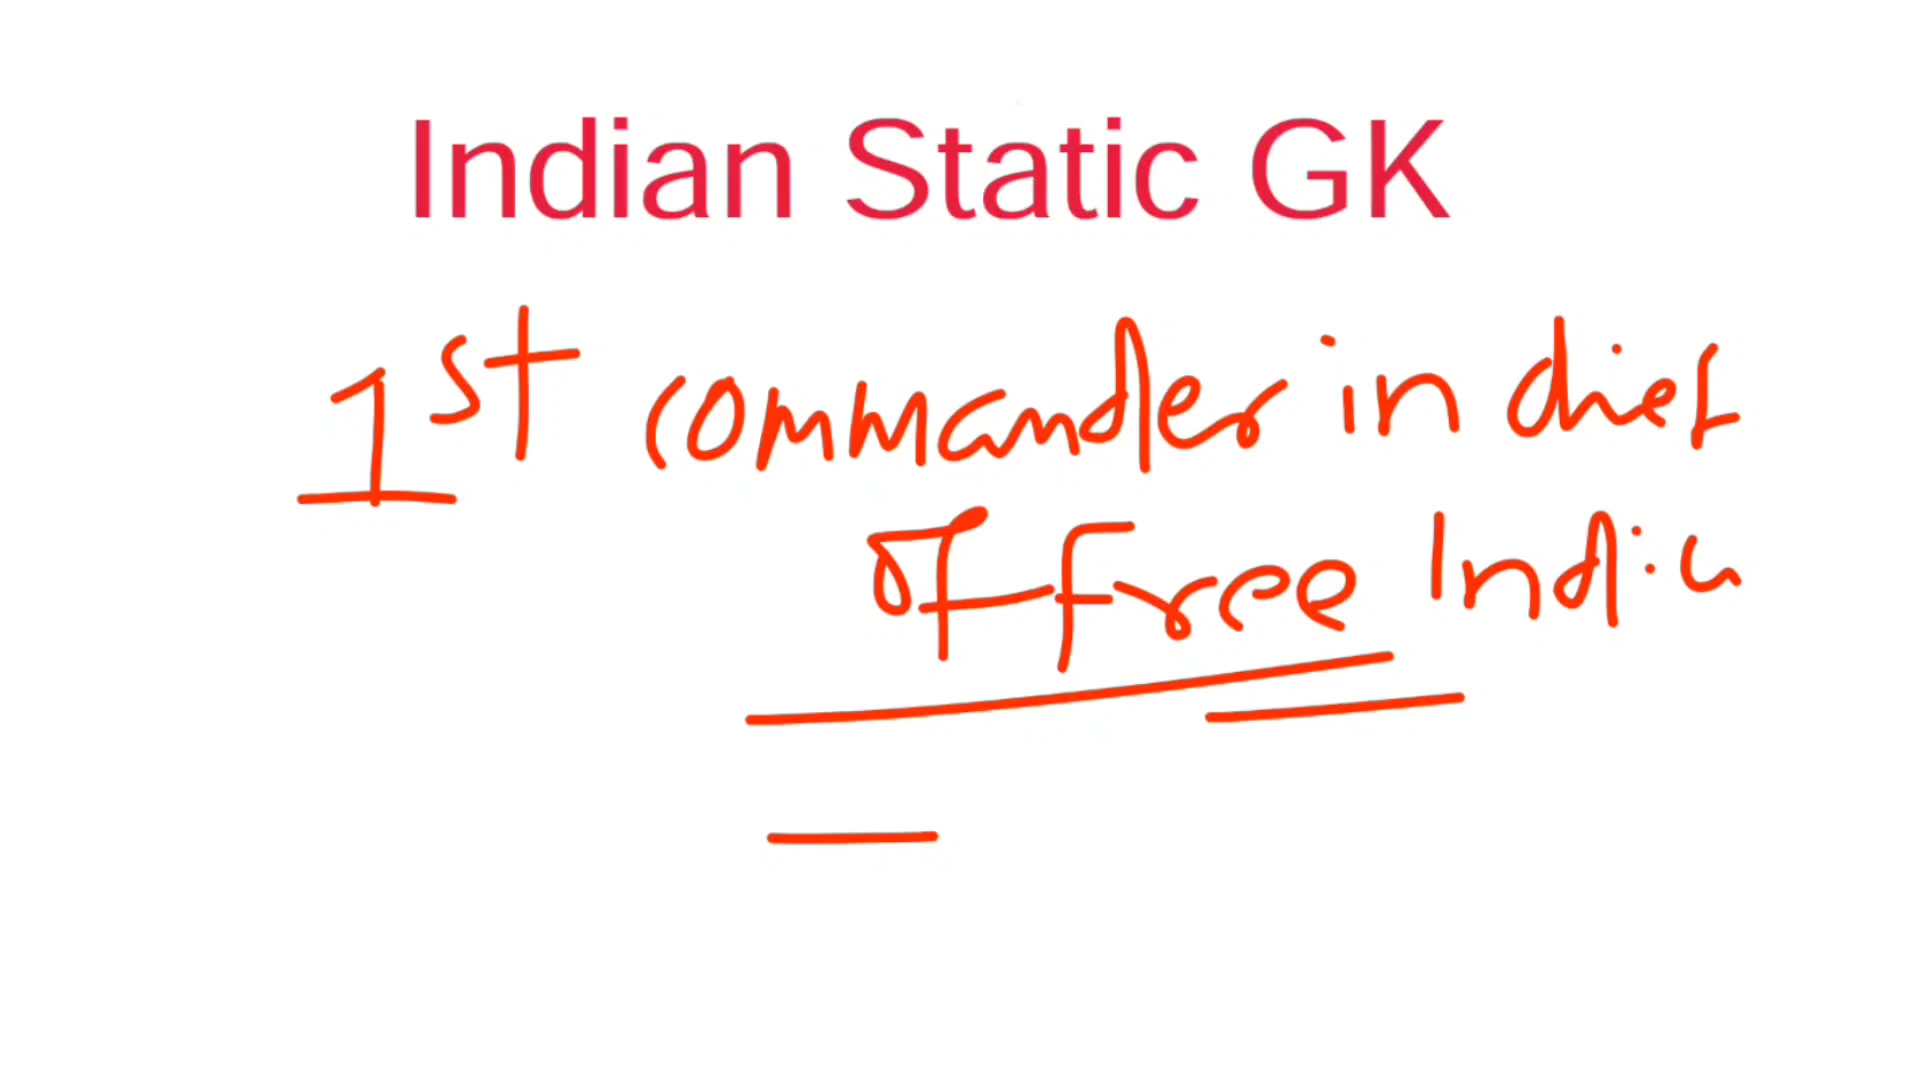 Indian Static GK
1st commander in chief
of free India